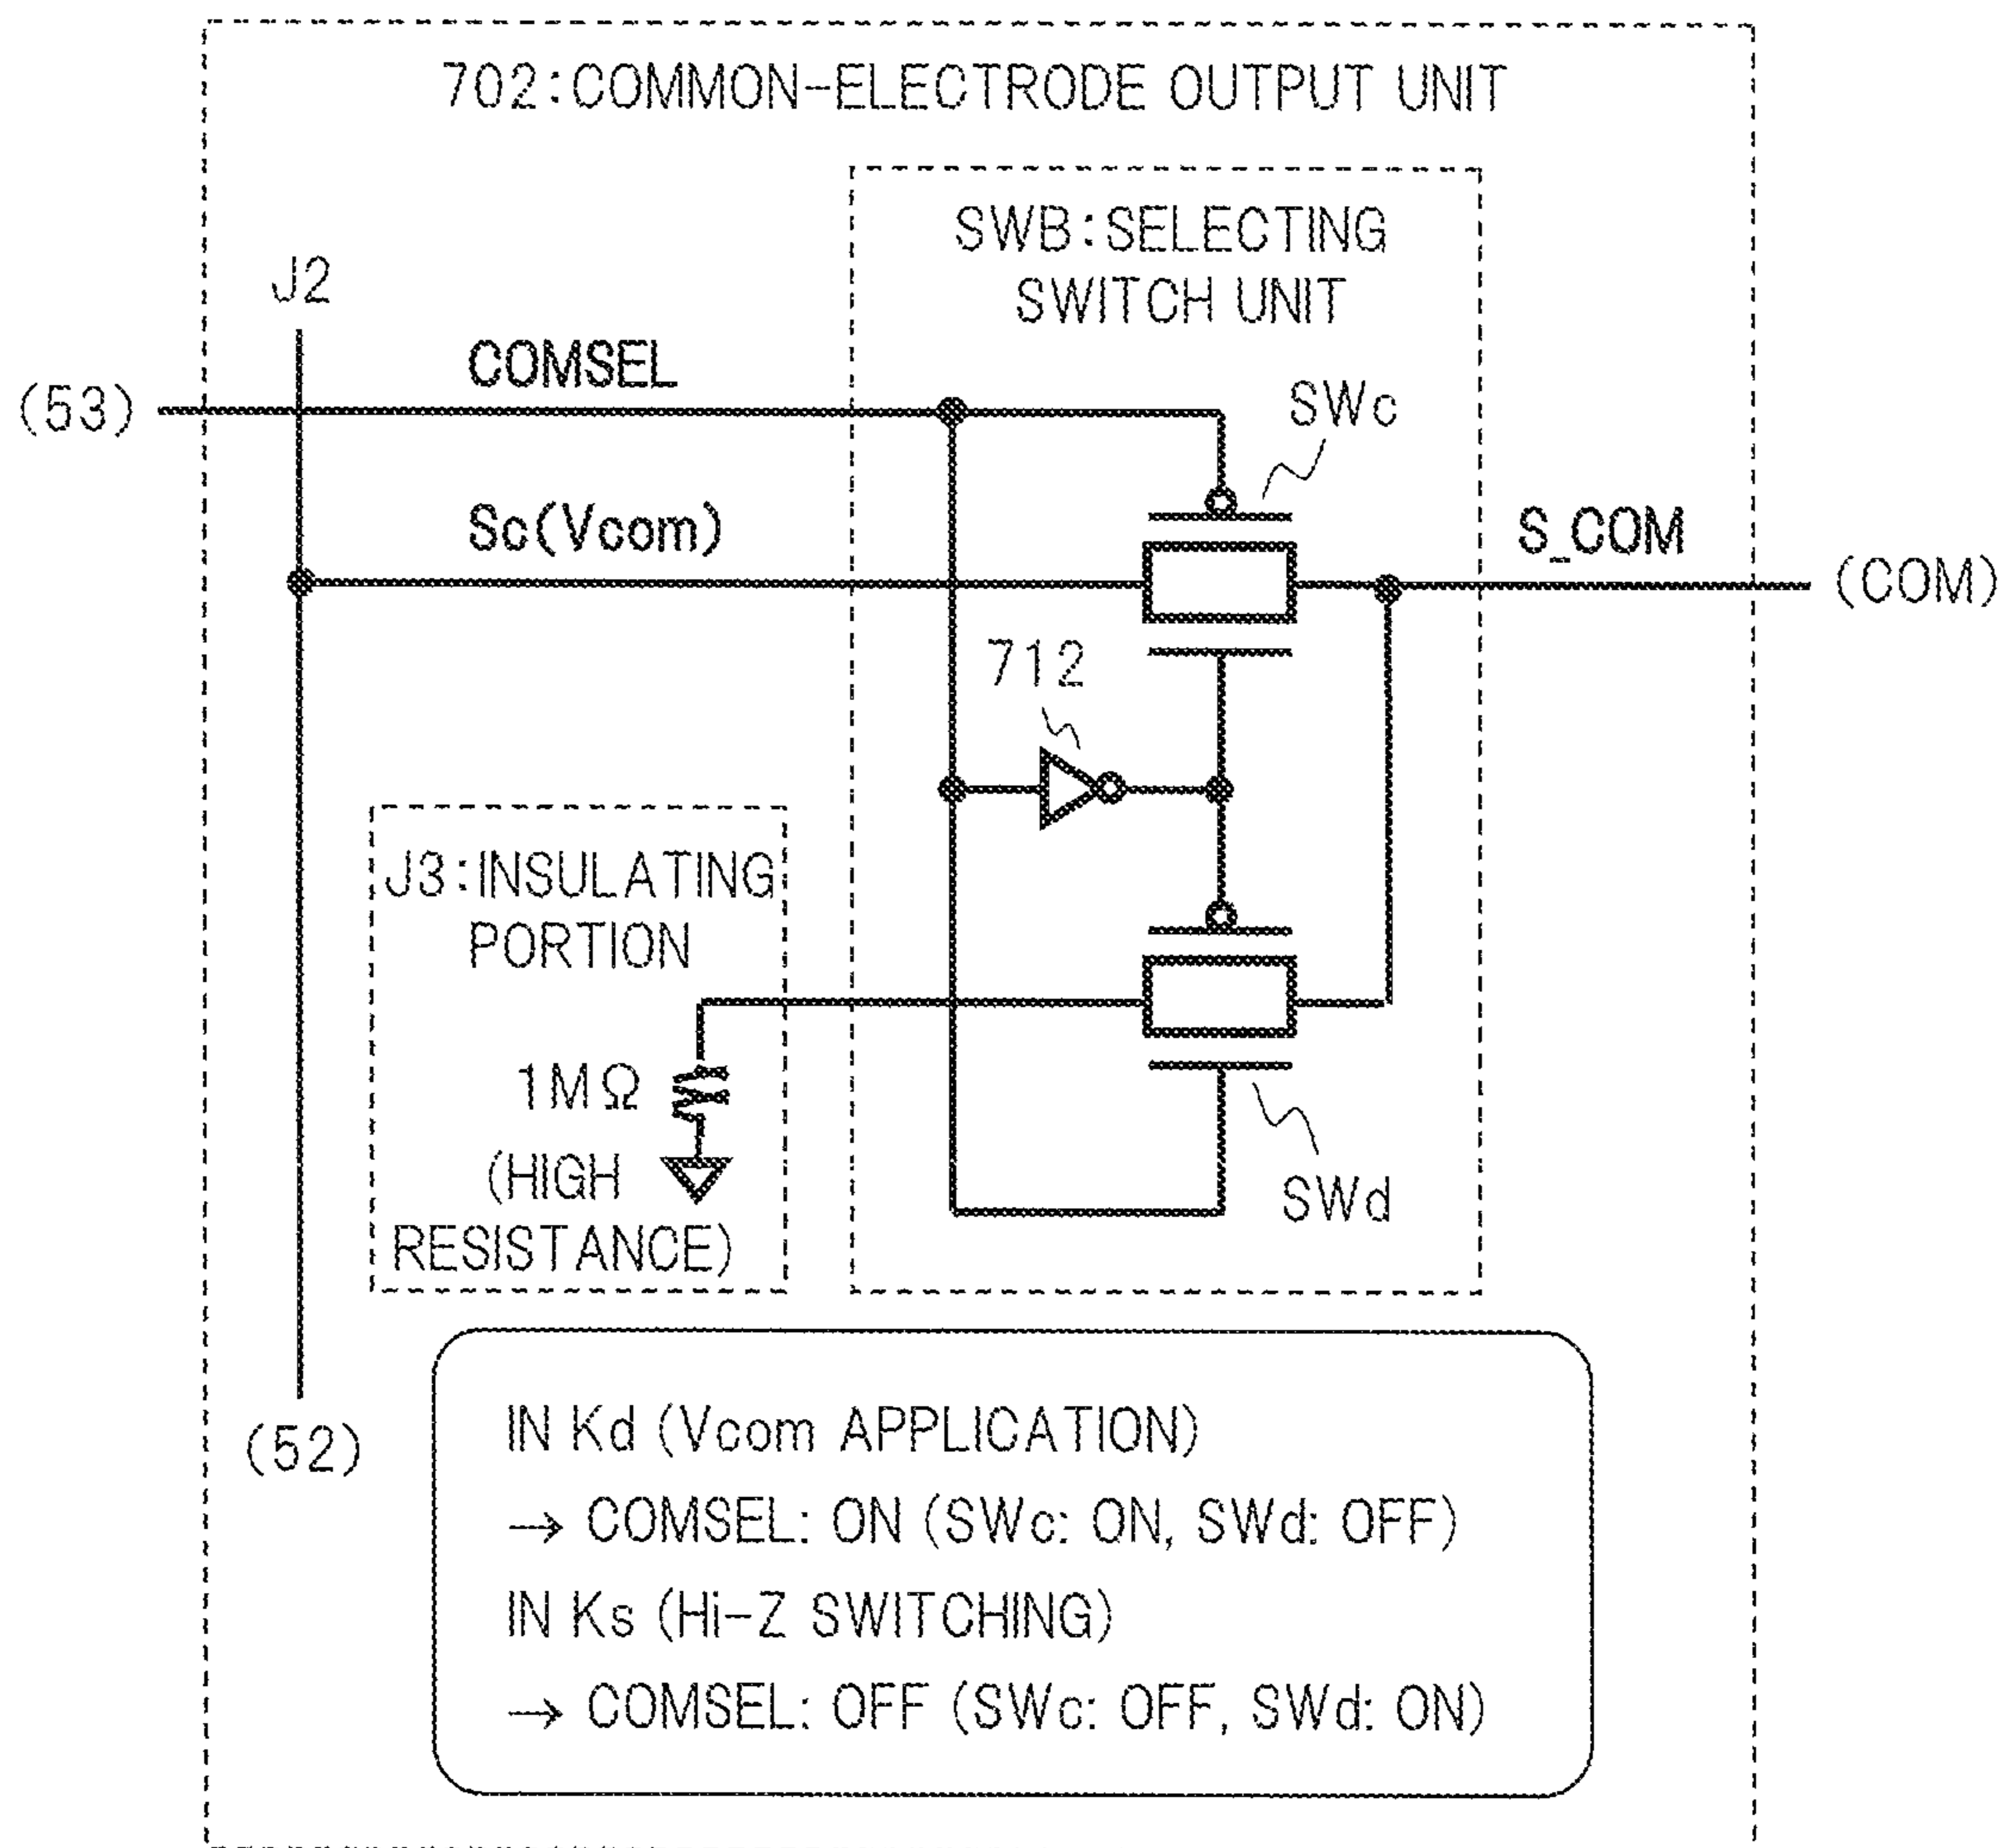 702:COMMON-ELECTRODE OUTPUT UNIT
SWB:SELECTING
SWITCH UNIT
J2
COMSEL
(53)
SWc
Sc(Vcom)
S_COM
(COM)
712
J3:INSULATING
PORTION
1MΩ
(HIGH
RESISTANCE)
SWd
(52)
IN Kd (Vcom APPLICATION)
→ COMSEL: ON (SWc: ON, SWd: OFF)
IN Ks (Hi-Z SWITCHING)
→ COMSEL: OFF (SWc: OFF, SWd: ON)